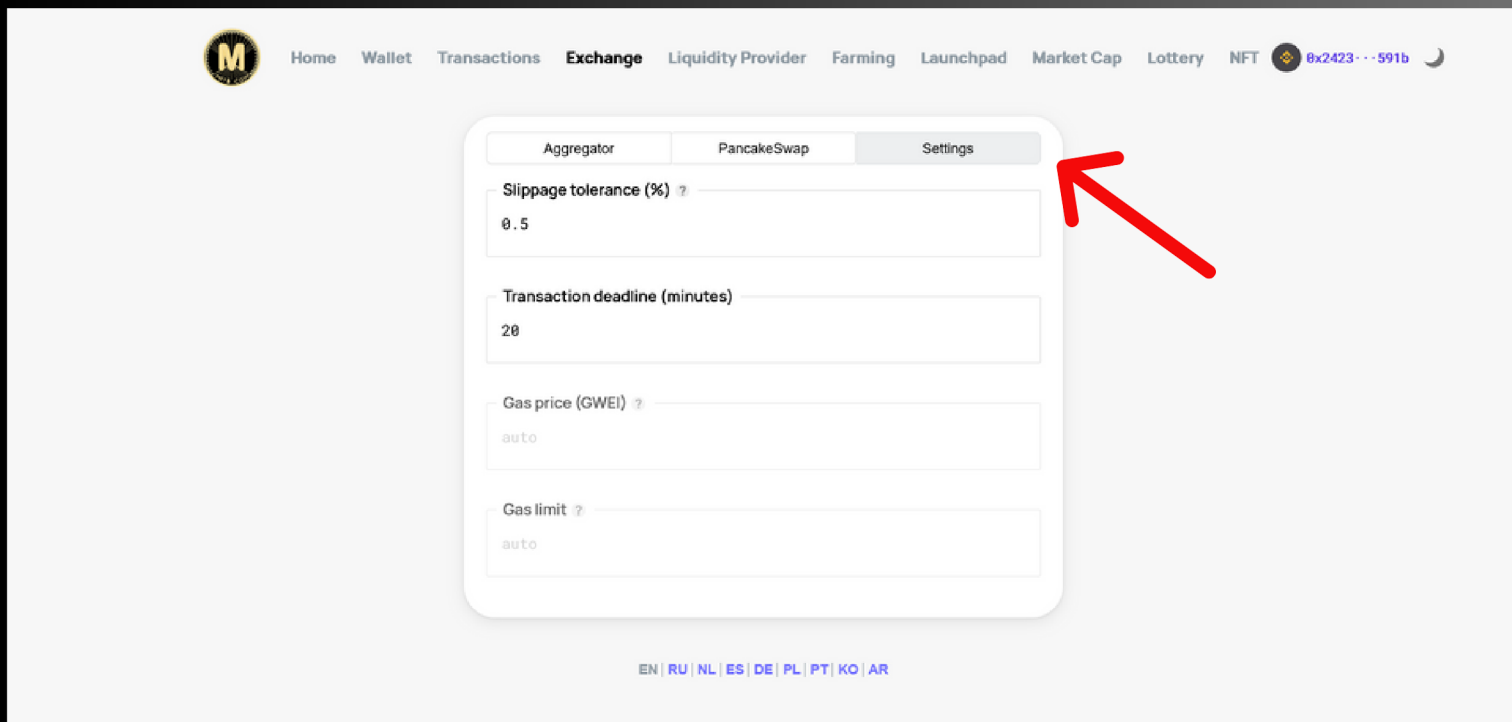 M
Home Wallet Transactions Exchange Liquidity Provider Farming Launchpad Market Cap Lottery NFT 0x2423···591b
Aggregator PancakeSwap Settings
Slippage tolerance (%) ?
0.5
Transaction deadline (minutes)
20
Gas price (GWEI) ?
auto
Gas limit ?
auto
EN | RU | NL | ES | DE | PL | PT | KO | AR